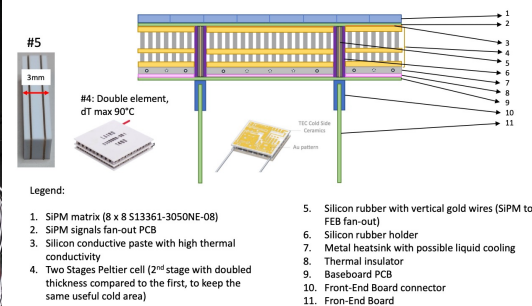 #5
3mm
#4: Double element,
dT max 90°C
TEC Cold Side
Ceramics
Au pattern
1
2
3
4
5
6
7
8
9
10
11
Legend:
1. SiPM matrix (8 x 8 S13361-3050NE-08)
2. SiPM signals fan-out PCB
3. Silicon conductive paste with high thermal
conductivity
4. Two Stages Peltier cell (2nd stage with doubled
thickness compared to the first, to keep the
same useful cold area)
5. Silicon rubber with vertical gold wires (SiPM to
FEB fan-out)
6. Silicon rubber holder
7. Metal heatsink with possible liquid cooling
8. Thermal insulator
9. Baseboard PCB
10. Front-End Board connector
11. Fron-End Board